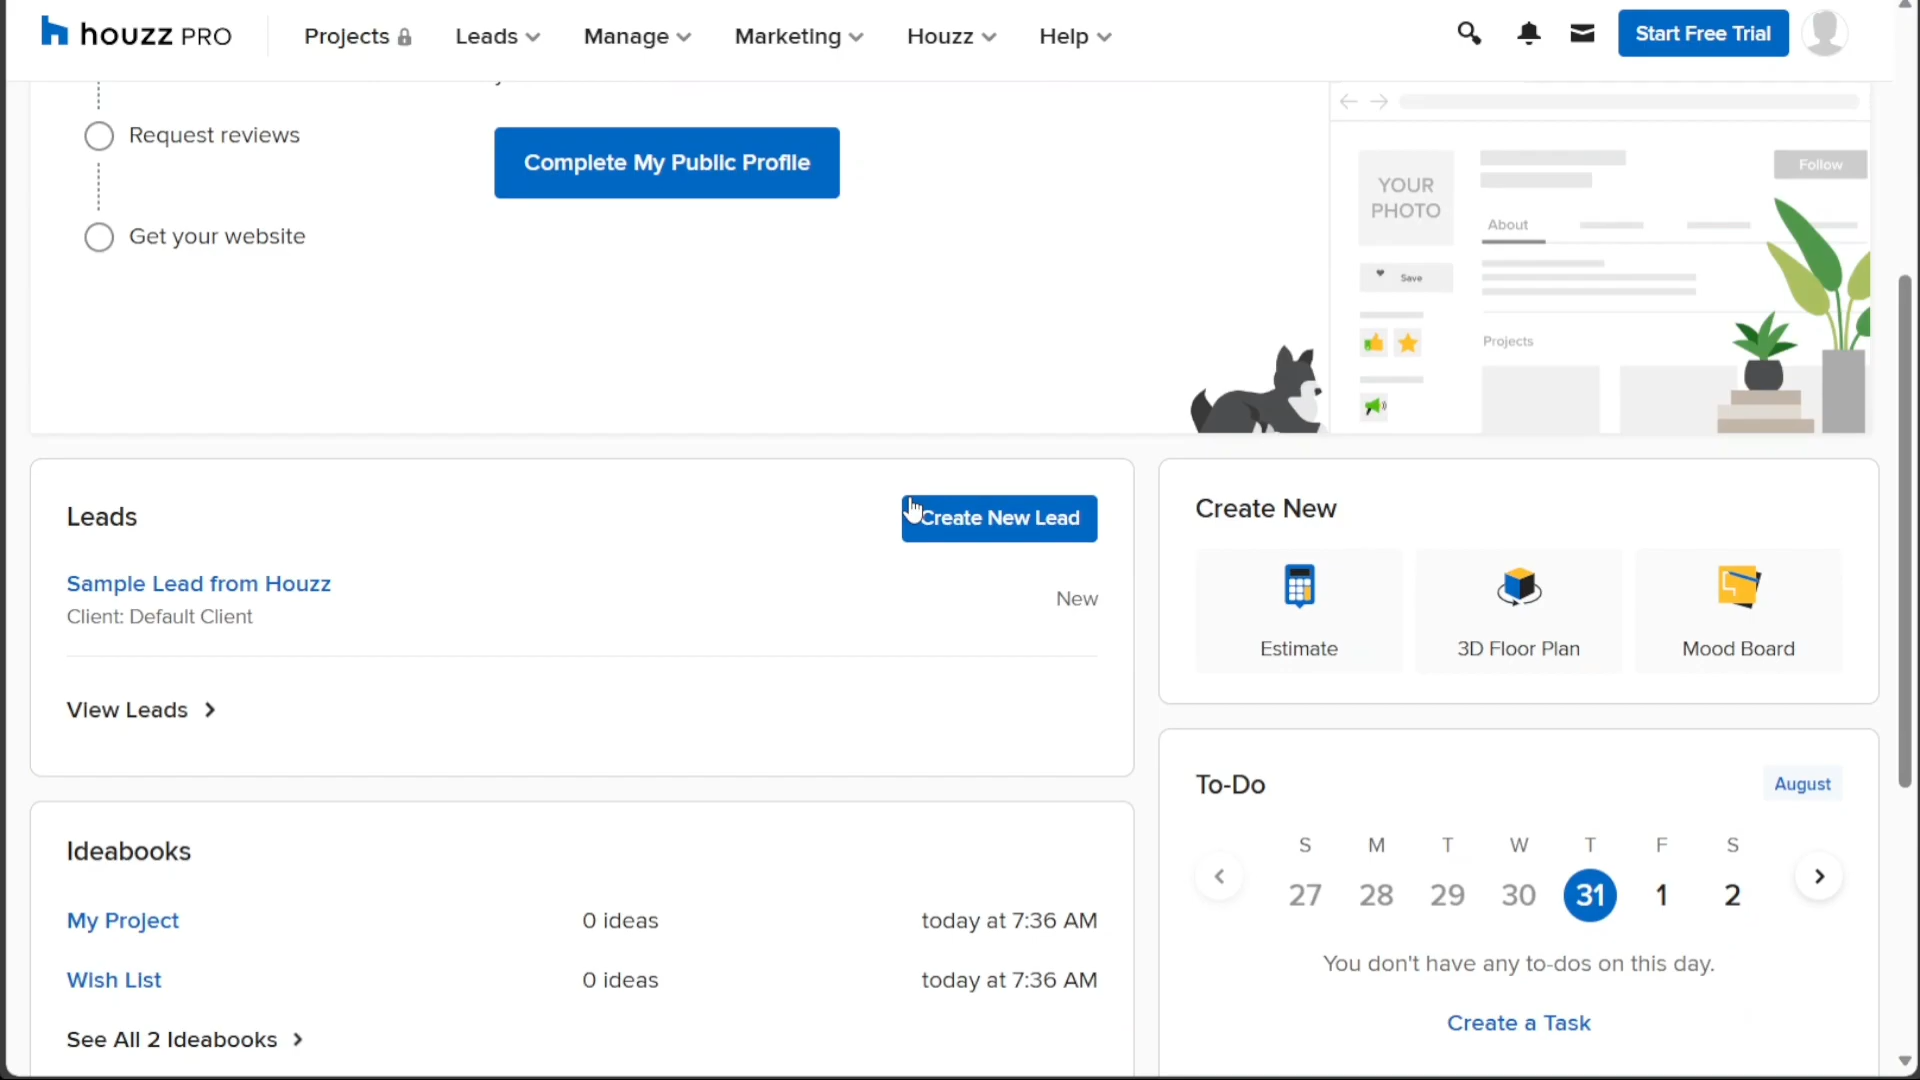 houzz PRO
Projects
Leads
Manage
Marketing
Houzz
Help
Start Free Trial
Request reviews
Complete My Public Profile
Get your website
Follow
YOUR
PHOTO
About
Save
Projects
Leads
Create New Lead
Sample Lead from Houzz
Client: Default Client
New
View Leads
Create New
Estimate
3D Floor Plan
Mood Board
To-Do
August
S M T W T F S
27 28 29 30 31 1 2
You don't have any to-dos on this day.
Create a Task
Ideabooks
My Project 0 ideas today at 7:36 AM
Wish List 0 ideas today at 7:36 AM
See All 2 Ideabooks